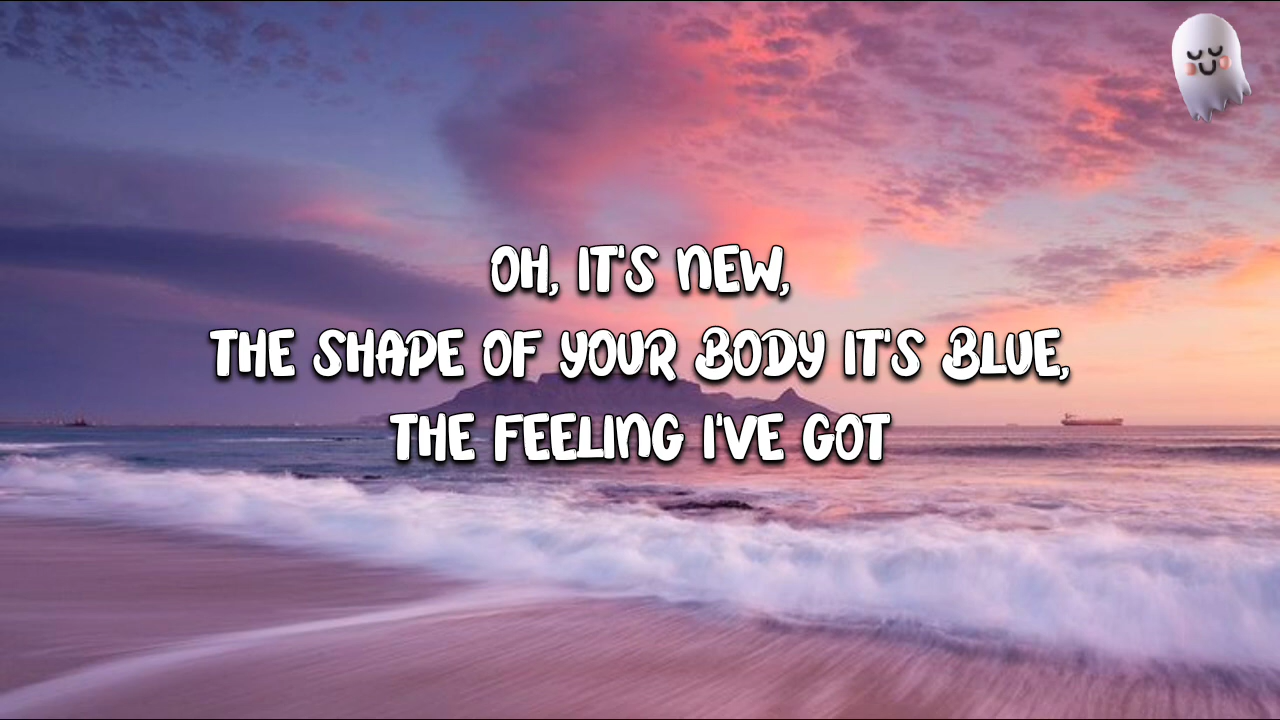 OH, IT'S NEW,
THE SHAPE OF YOUR BODY IT'S BLUE,
THE FEELING I'VE GOT